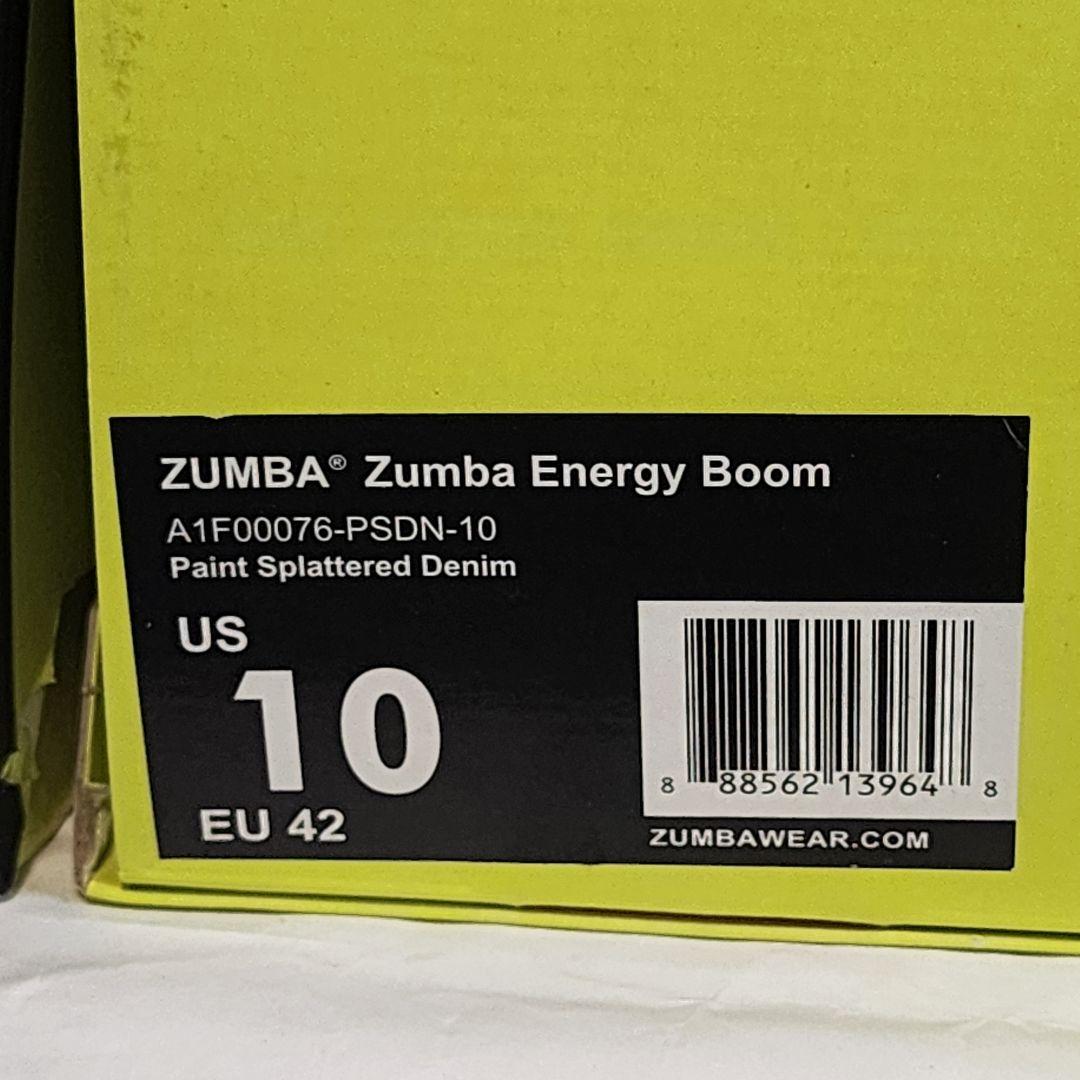 ZUMBA® Zumba Energy Boom
A1F00076-PSDN-10
Paint Splattered Denim
US
10
EU 42
8 88562 13964 8
ZUMBAWEAR.COM